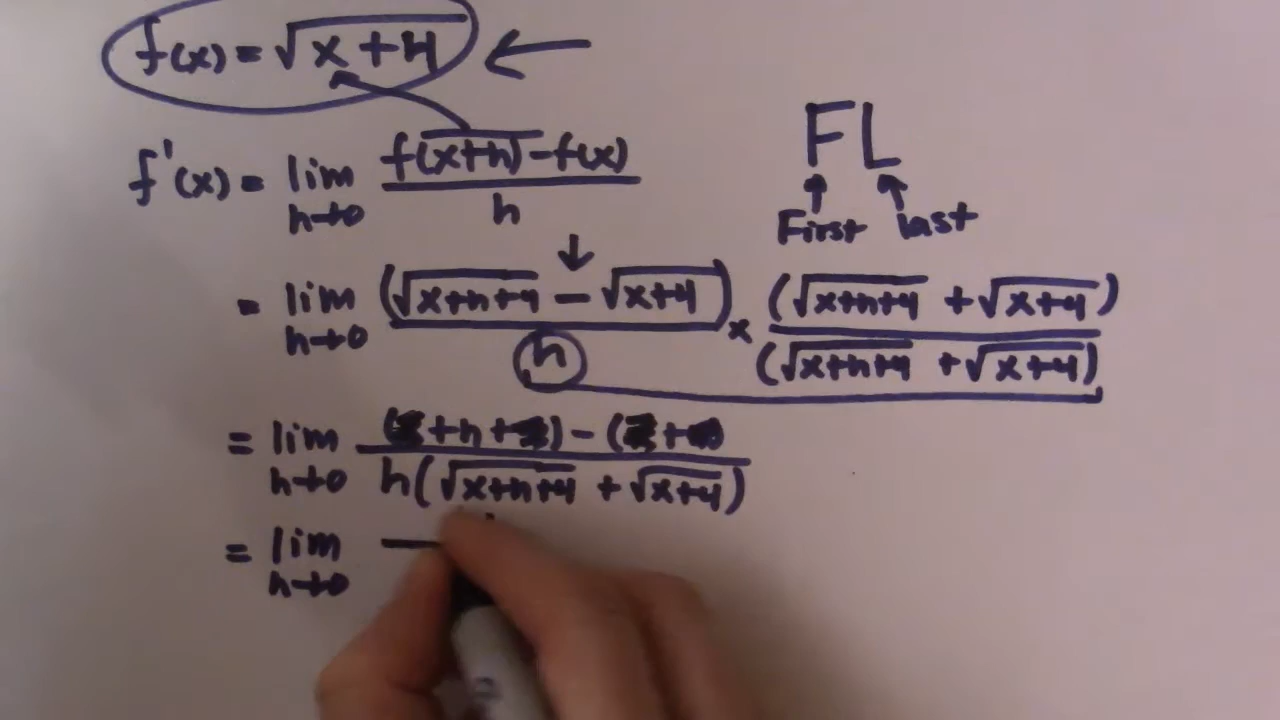 f(x) = √x+4 ←
f'(x) = lim h→0 f(x+h) - f(x) / h
FL
First last
= lim h→0 (√x+h+4 - √x+4) / h × (√x+h+4 + √x+4) / (√x+h+4 + √x+4)
= lim h→0 (x+h+4) - (x+4 / h(√x+h+4 + √x+4)
= lim h→0